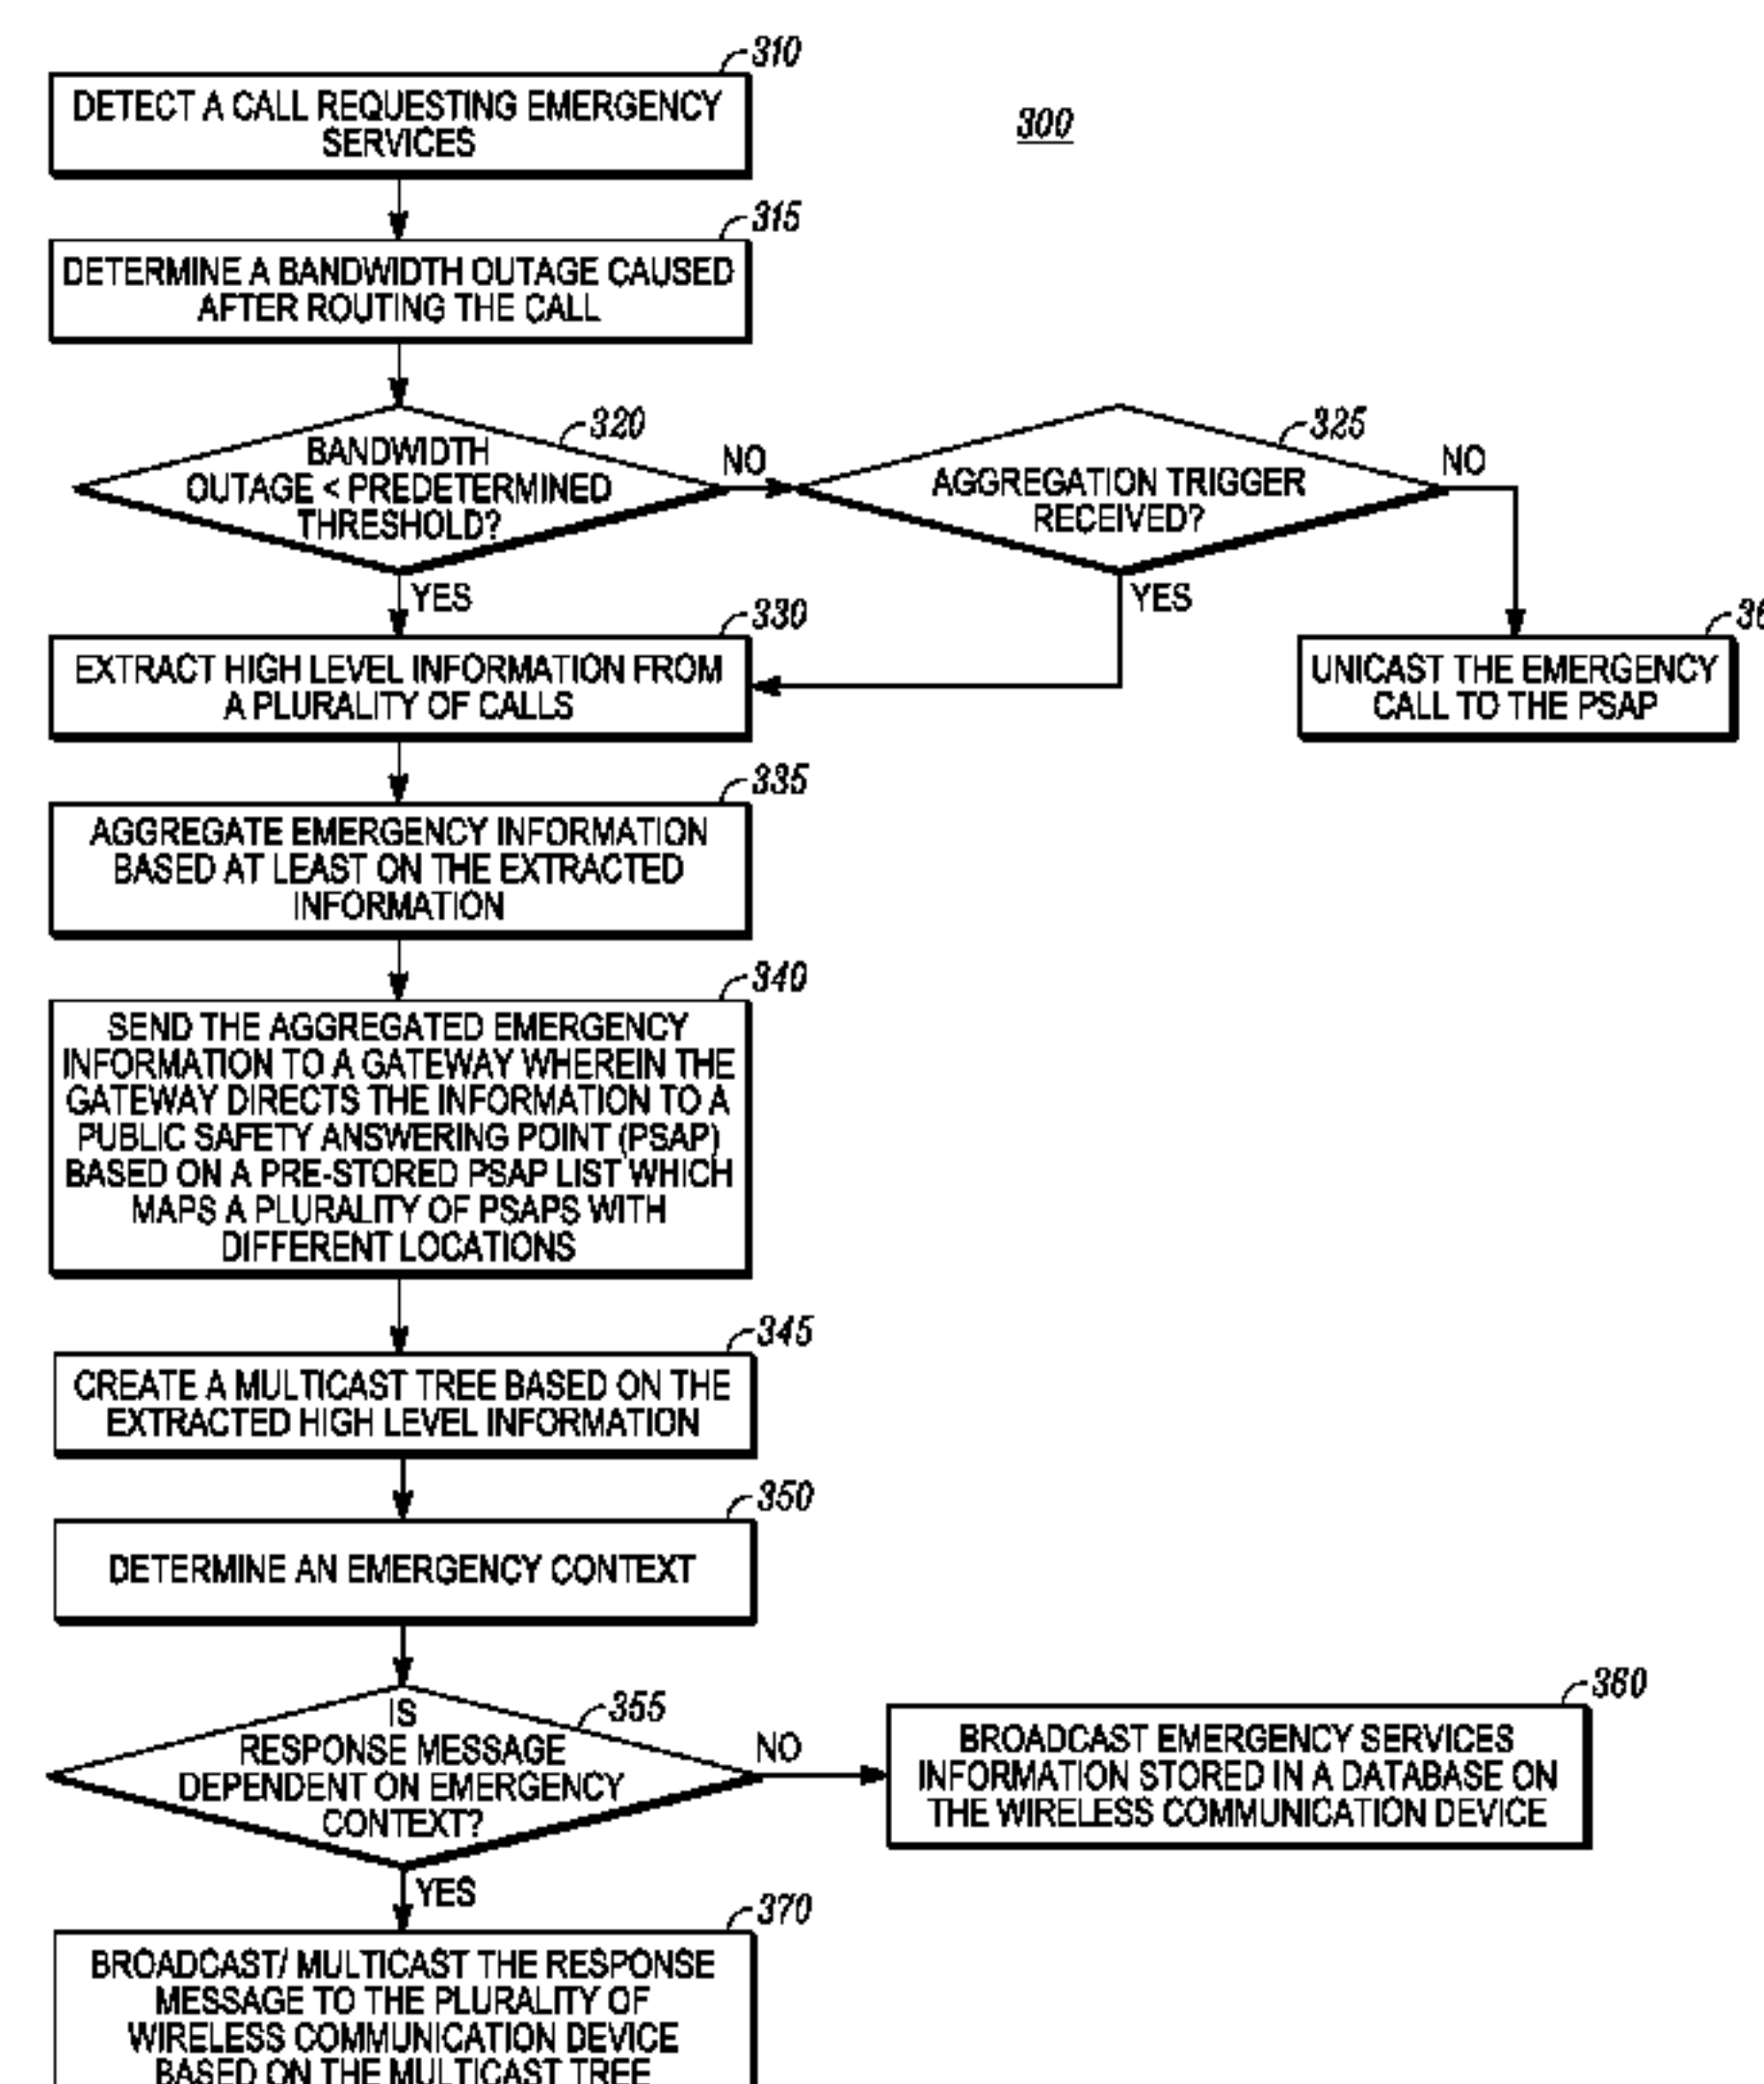 310
DETECT A CALL REQUESTING EMERGENCY
SERVICES
300
315
DETERMINE A BANDWIDTH OUTAGE CAUSED
AFTER ROUTING THE CALL
320
BANDWIDTH
OUTAGE < PREDETERMINED
THRESHOLD?
NO
325
AGGREGATION TRIGGER
RECEIVED?
NO
YES
YES
330
EXTRACT HIGH LEVEL INFORMATION FROM
A PLURALITY OF CALLS
UNICAST THE EMERGENCY
CALL TO THE PSAP
335
AGGREGATE EMERGENCY INFORMATION
BASED AT LEAST ON THE EXTRACTED
INFORMATION
340
SEND THE AGGREGATED EMERGENCY
INFORMATION TO A GATEWAY WHEREIN THE
GATEWAY DIRECTS THE INFORMATION TO A
PUBLIC SAFETY ANSWERING POINT (PSAP)
BASED ON A PRE-STORED PSAP LIST WHICH
MAPS A PLURALITY OF PSAPS WITH
DIFFERENT LOCATIONS
345
CREATE A MULTICAST TREE BASED ON THE
EXTRACTED HIGH LEVEL INFORMATION
350
DETERMINE AN EMERGENCY CONTEXT
355
IS
RESPONSE MESSAGE
DEPENDENT ON EMERGENCY
CONTEXT?
NO
360
BROADCAST EMERGENCY SERVICES
INFORMATION STORED IN A DATABASE ON
THE WIRELESS COMMUNICATION DEVICE
YES
370
BROADCAST/ MULTICAST THE RESPONSE
MESSAGE TO THE PLURALITY OF
WIRELESS COMMUNICATION DEVICE
BASED ON THE MULTICAST TREE